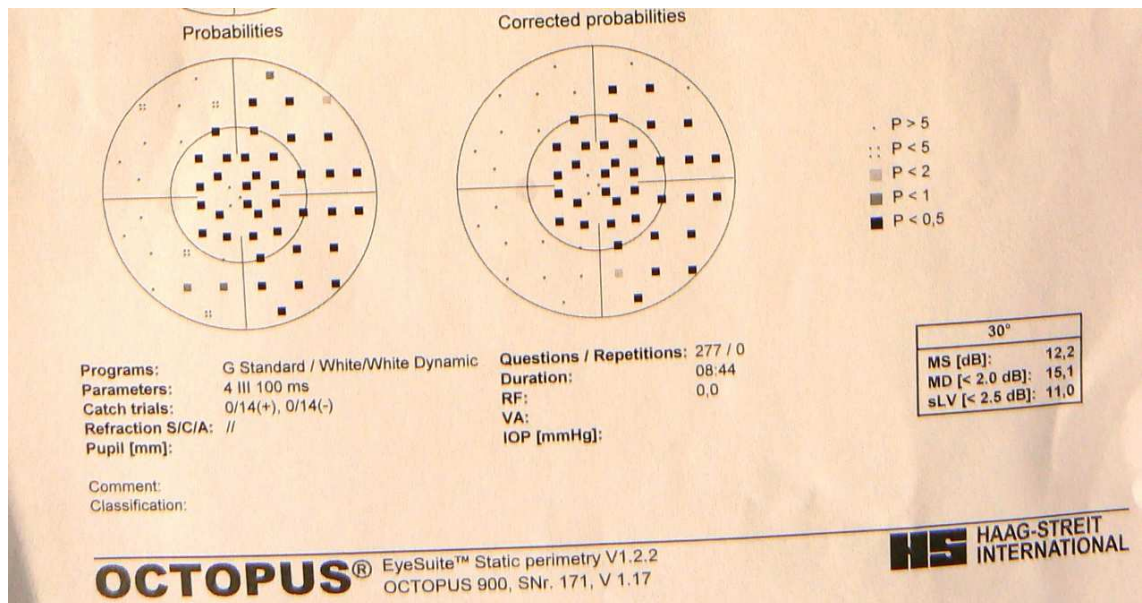 Probabilities
Corrected probabilities
. P > 5
:: P < 5
P < 2
P < 1
P < 0,5
Programs: G Standard / White/White Dynamic
Parameters: 4 III 100 ms
Catch trials: 0/14(+), 0/14(-)
Refraction S/C/A: //
Pupil [mm]:
Questions / Repetitions: 277 / 0
Duration: 08:44
RF: 0,0
VA:
IOP [mmHg]:
30°
MS [dB]: 12,2
MD [< 2.0 dB]: 15,1
sLV [< 2.5 dB]: 11,0
Comment:
Classification:
OCTOPUS® EyeSuite™ Static perimetry V1.2.2
OCTOPUS 900, SNr. 171, V 1.17
HS HAAG-STREIT
INTERNATIONAL